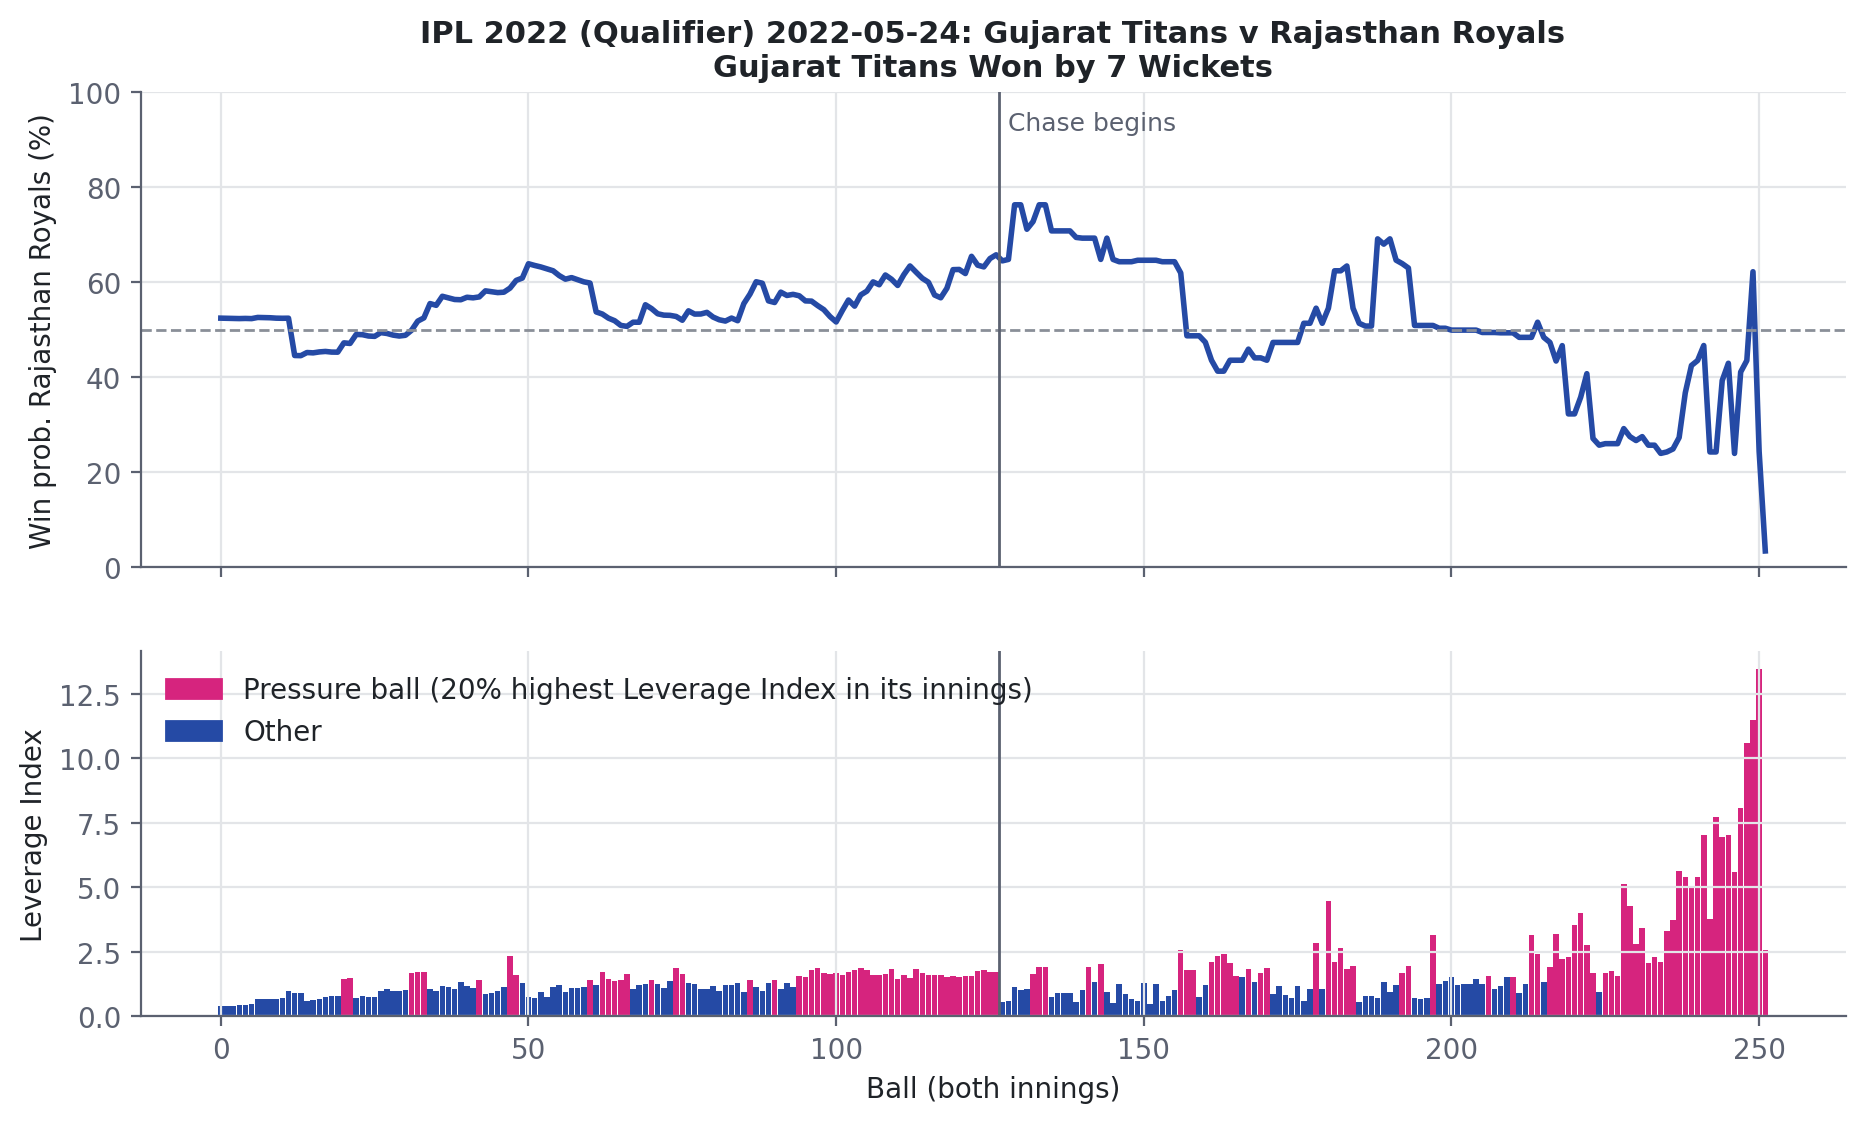 IPL 2022 (Qualifier) 2022-05-24: Gujarat Titans v Rajasthan Royals
Gujarat Titans Won by 7 Wickets
Win prob. Rajasthan Royals (%)
100
80
60
40
20
0
Chase begins
Leverage Index
12.5
10.0
7.5
5.0
2.5
0.0
Pressure ball (20% highest Leverage Index in its innings)
Other
0
50
100
150
200
250
Ball (both innings)